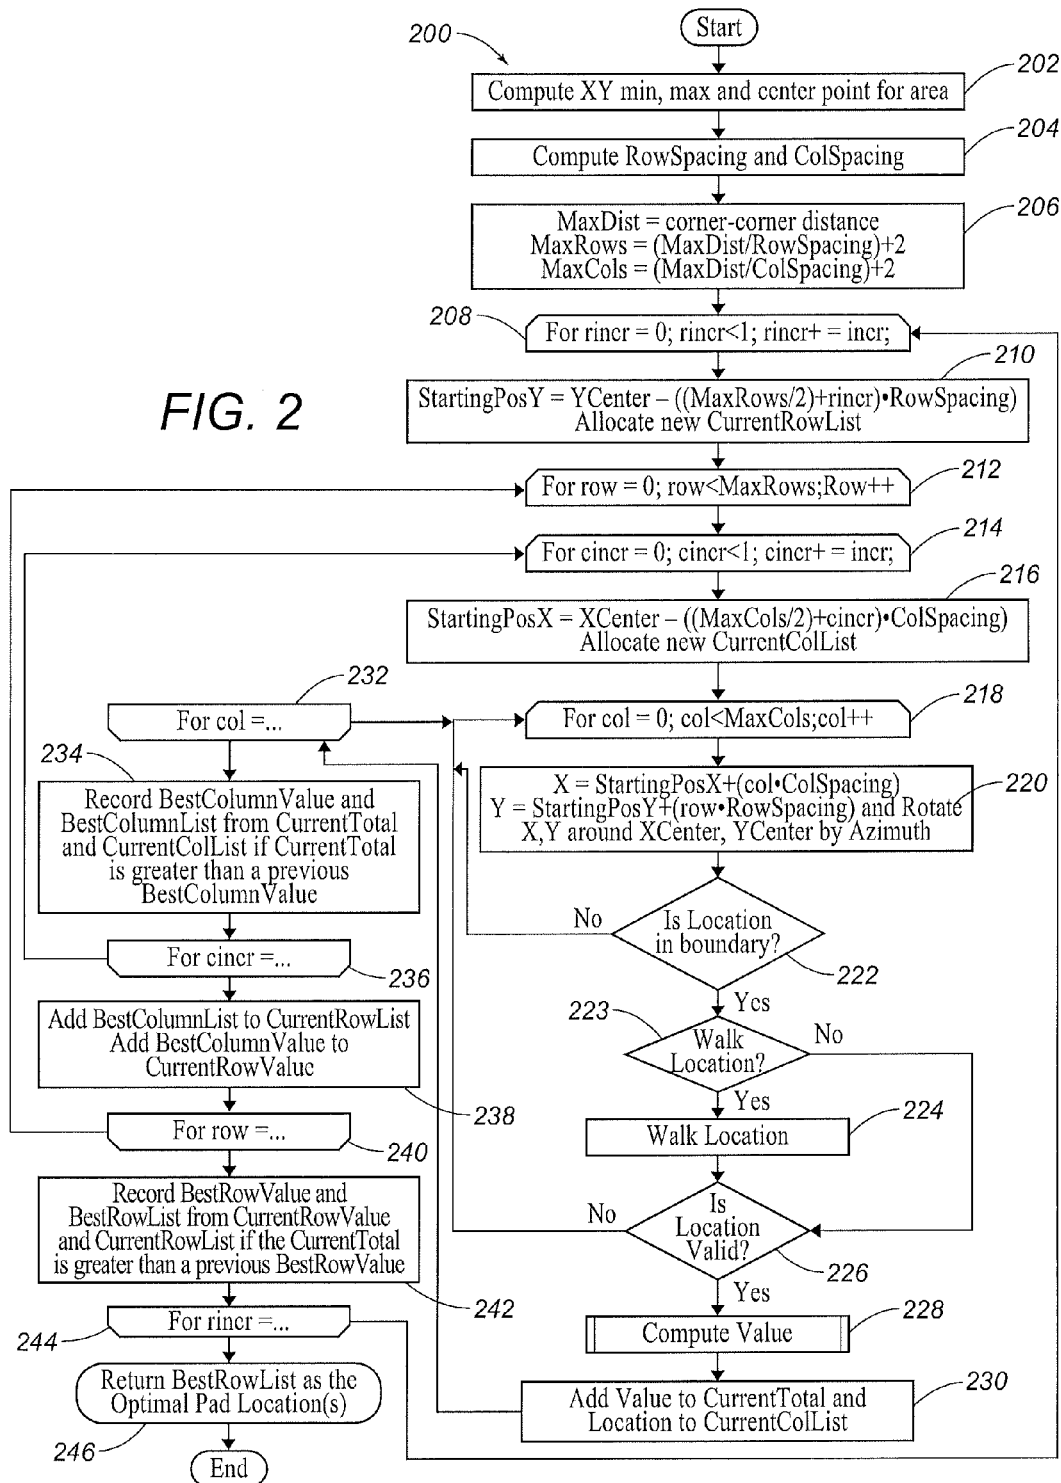 Start
200
202
Compute XY min, max and center point for area
204
Compute RowSpacing and ColSpacing
206
MaxDist = corner-corner distance
MaxRows = (MaxDist/RowSpacing)+2
MaxCols = (MaxDist/ColSpacing)+2
208
For rincr = 0; rincr<1; rincr+ = incr;
210
FIG. 2
StartingPosY = YCenter – ((MaxRows/2)+rincr)•RowSpacing)
Allocate new CurrentRowList
212
For row = 0; row<MaxRows;Row++
214
For cincr = 0; cincr<1; cincr+ = incr;
216
StartingPosX = XCenter – ((MaxCols/2)+cincr)•ColSpacing)
Allocate new CurrentColList
218
For col = 0; col<MaxCols;col++
220
X = StartingPosX+(col•ColSpacing)
Y = StartingPosY+(row•RowSpacing) and Rotate
X,Y around XCenter, YCenter by Azimuth
No
Is Location
in boundary?
222
Yes
223
Walk
Location?
No
Yes
224
Walk Location
No
Is
Location
Valid?
226
Yes
228
Compute Value
230
Add Value to CurrentTotal and
Location to CurrentColList
232
For col =...
234
Record BestColumnValue and
BestColumnList from CurrentTotal
and CurrentColList if CurrentTotal
is greater than a previous
BestColumnValue
For cincr =...
236
Add BestColumnList to CurrentRowList
Add BestColumnValue to
CurrentRowValue
238
For row =...
240
Record BestRowValue and
BestRowList from CurrentRowValue
and CurrentRowList if the CurrentTotal
is greater than a previous BestRowValue
242
For rincr =...
244
Return BestRowList as the
Optimal Pad Location(s)
246
End